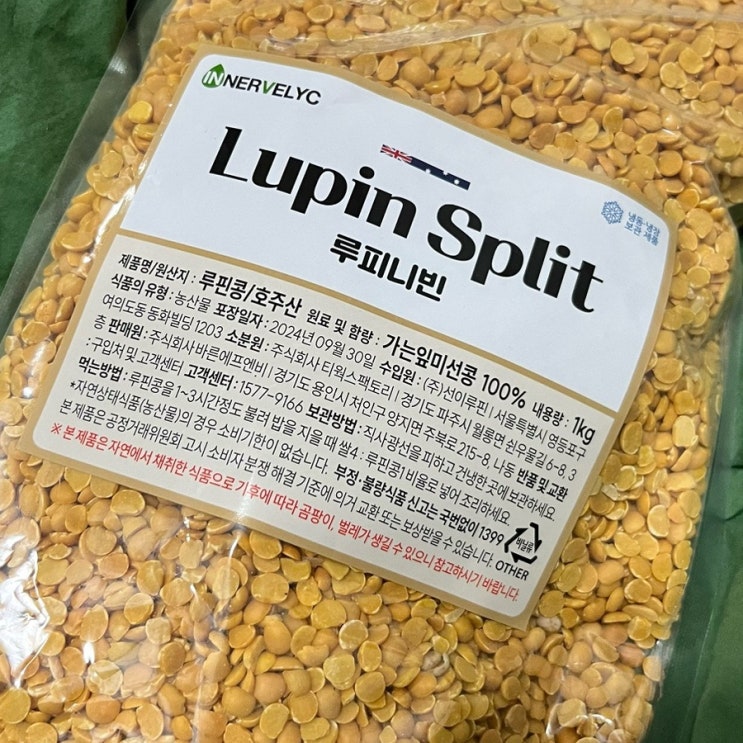 INNERVELYC
Lupin Split
루피니빈
냉동·냉장
보관 제품
제품명/원산지 : 루핀콩/호주산 원료 및 함량 : 가는잎미선콩 100% 내용량 : 1kg
식품의 유형 : 농산물 포장일자 : 2024년 09월 30일 수입원 : (주)선이루핀 | 서울특별시 영등포구
여의도동 동화빌딩 1203 소분원 : 주식회사 타웍스팩토리 | 경기도 파주시 월롱면 싣유울길 6-8, 3
층 판매원 : 주식회사 바른에프앤비 | 경기도 용인시 처인구 양지면 주북로 215-8, 나동 반품 및 교환
: 구입처 및 고객센터 고객센터 : 1577-9166 보관방법 : 직사광선을 피하고 건냉한 곳에 보관하세요.
먹는방법 : 루핀콩을 1~3시간정도 불려 밥을 지을 때 쌀4 : 루핀콩1 비율로 넣어 조리하세요.
*자연상태식품(농산물)의 경우 소비기한이 없습니다. 부정·불량식품 신고는 국번없이 1399
본 제품은 공정거래위원회 고시 소비자 분쟁 해결 기준에 의거 교환 또는 보상받을 수 있습니다.
※ 본 제품은 자연에서 채취한 식품으로 기후에 따라 곰팡이, 벌레가 생길 수 있으니 참고하시기 바랍니다.
비닐류
OTHER